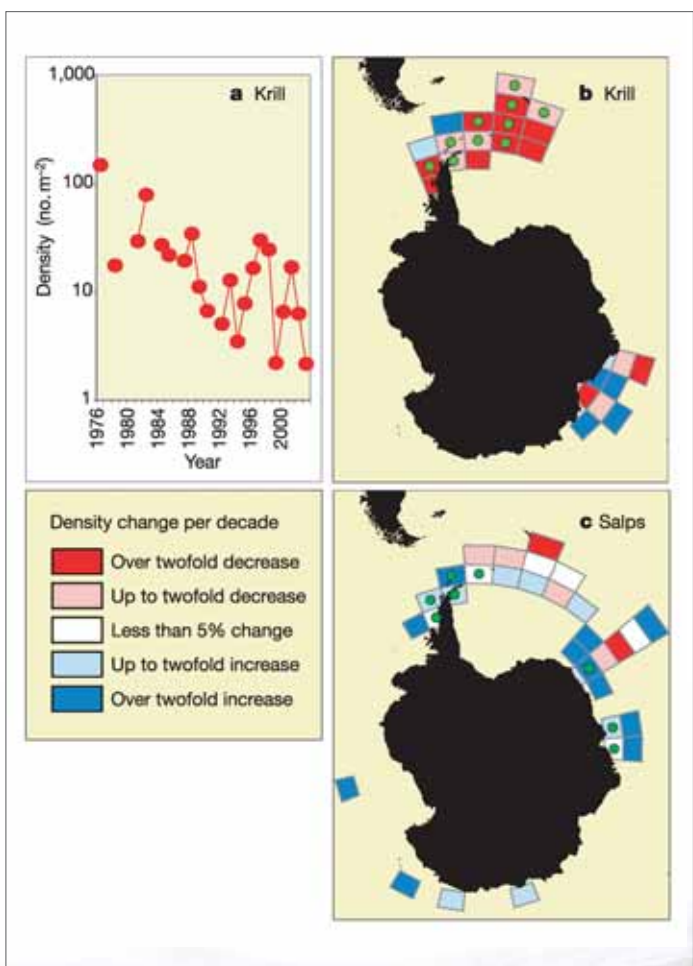 1,000
100
10
1
Density (no. m⁻²)
a Krill
1976
1980
1984
1988
1992
1996
2000
Year
b Krill
Density change per decade
Over twofold decrease
Up to twofold decrease
Less than 5% change
Up to twofold increase
Over twofold increase
c Salps